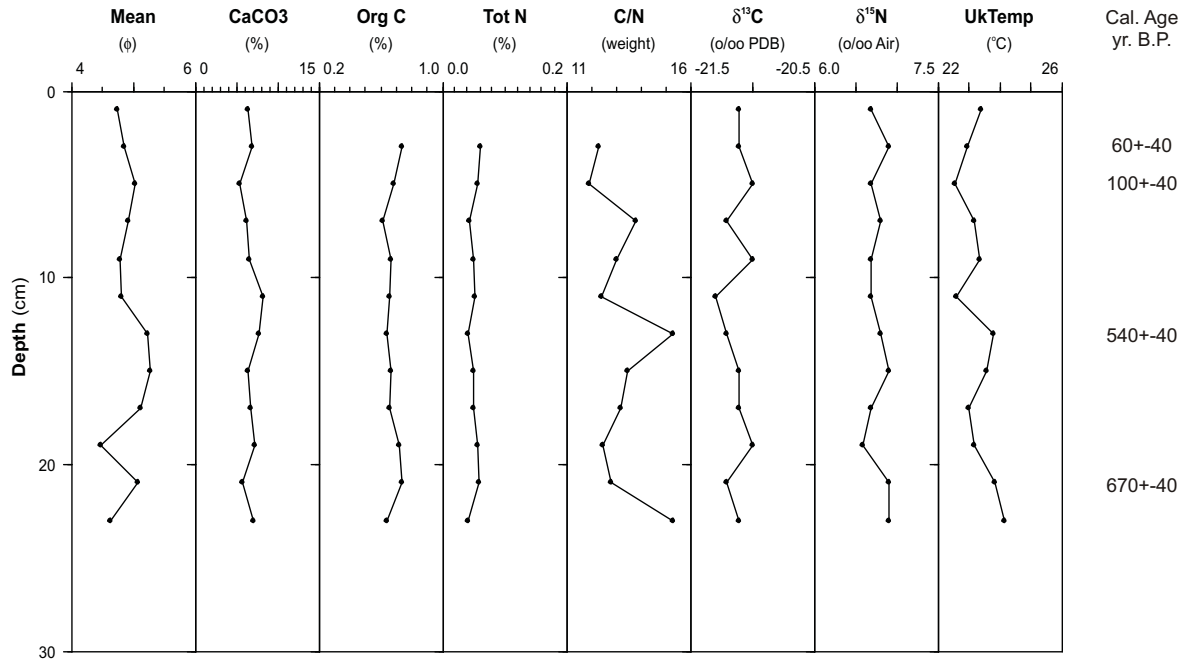 Mean CaCO3 Org C Tot N C/N δ¹³C δ¹⁵N UkTemp Cal. Age
(ϕ) (%) (%) (%) (weight) (o/oo PDB) (o/oo Air) (°C) yr. B.P.
4 6 0 15 0.2 1.0 0.0 0.2 11 16 -21.5 -20.5 6.0 7.5 22 26
0
60+-40
100+-40
10
540+-40
20
670+-40
30
Depth (cm)